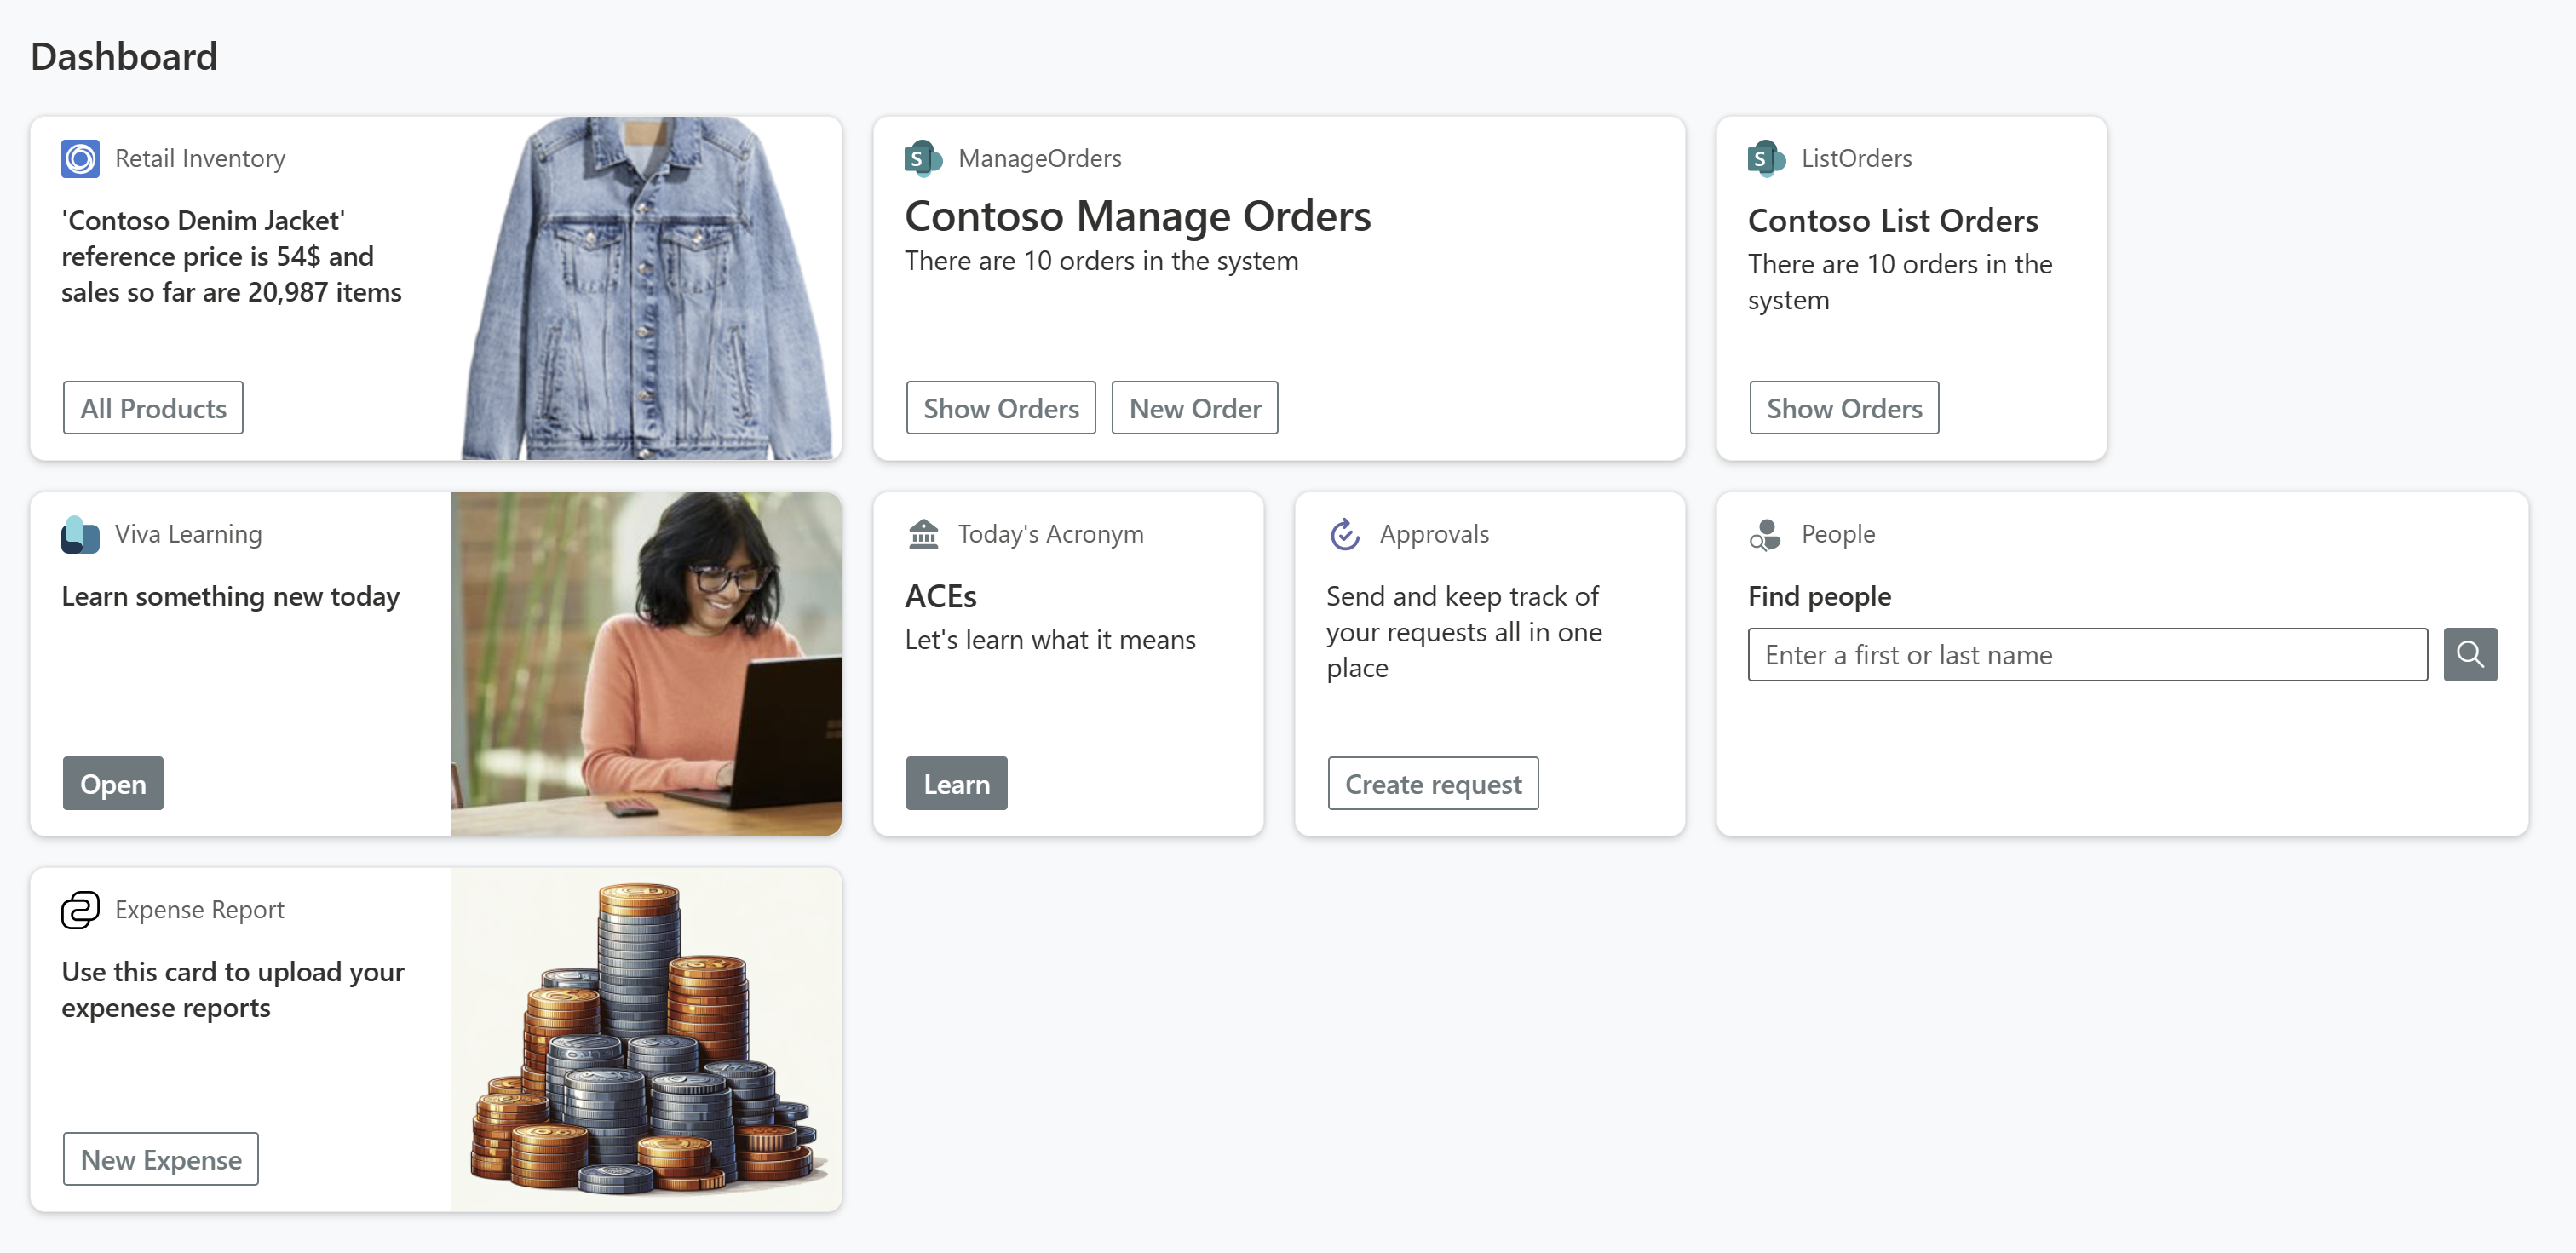 Dashboard
Retail Inventory
'Contoso Denim Jacket'
reference price is 54$ and
sales so far are 20,987 items
All Products
ManageOrders
Contoso Manage Orders
There are 10 orders in the system
Show Orders
New Order
ListOrders
Contoso List Orders
There are 10 orders in the
system
Show Orders
Viva Learning
Learn something new today
Open
Today's Acronym
ACEs
Let's learn what it means
Learn
Approvals
Send and keep track of
your requests all in one
place
Create request
People
Find people
Enter a first or last name
Expense Report
Use this card to upload your
expenese reports
New Expense